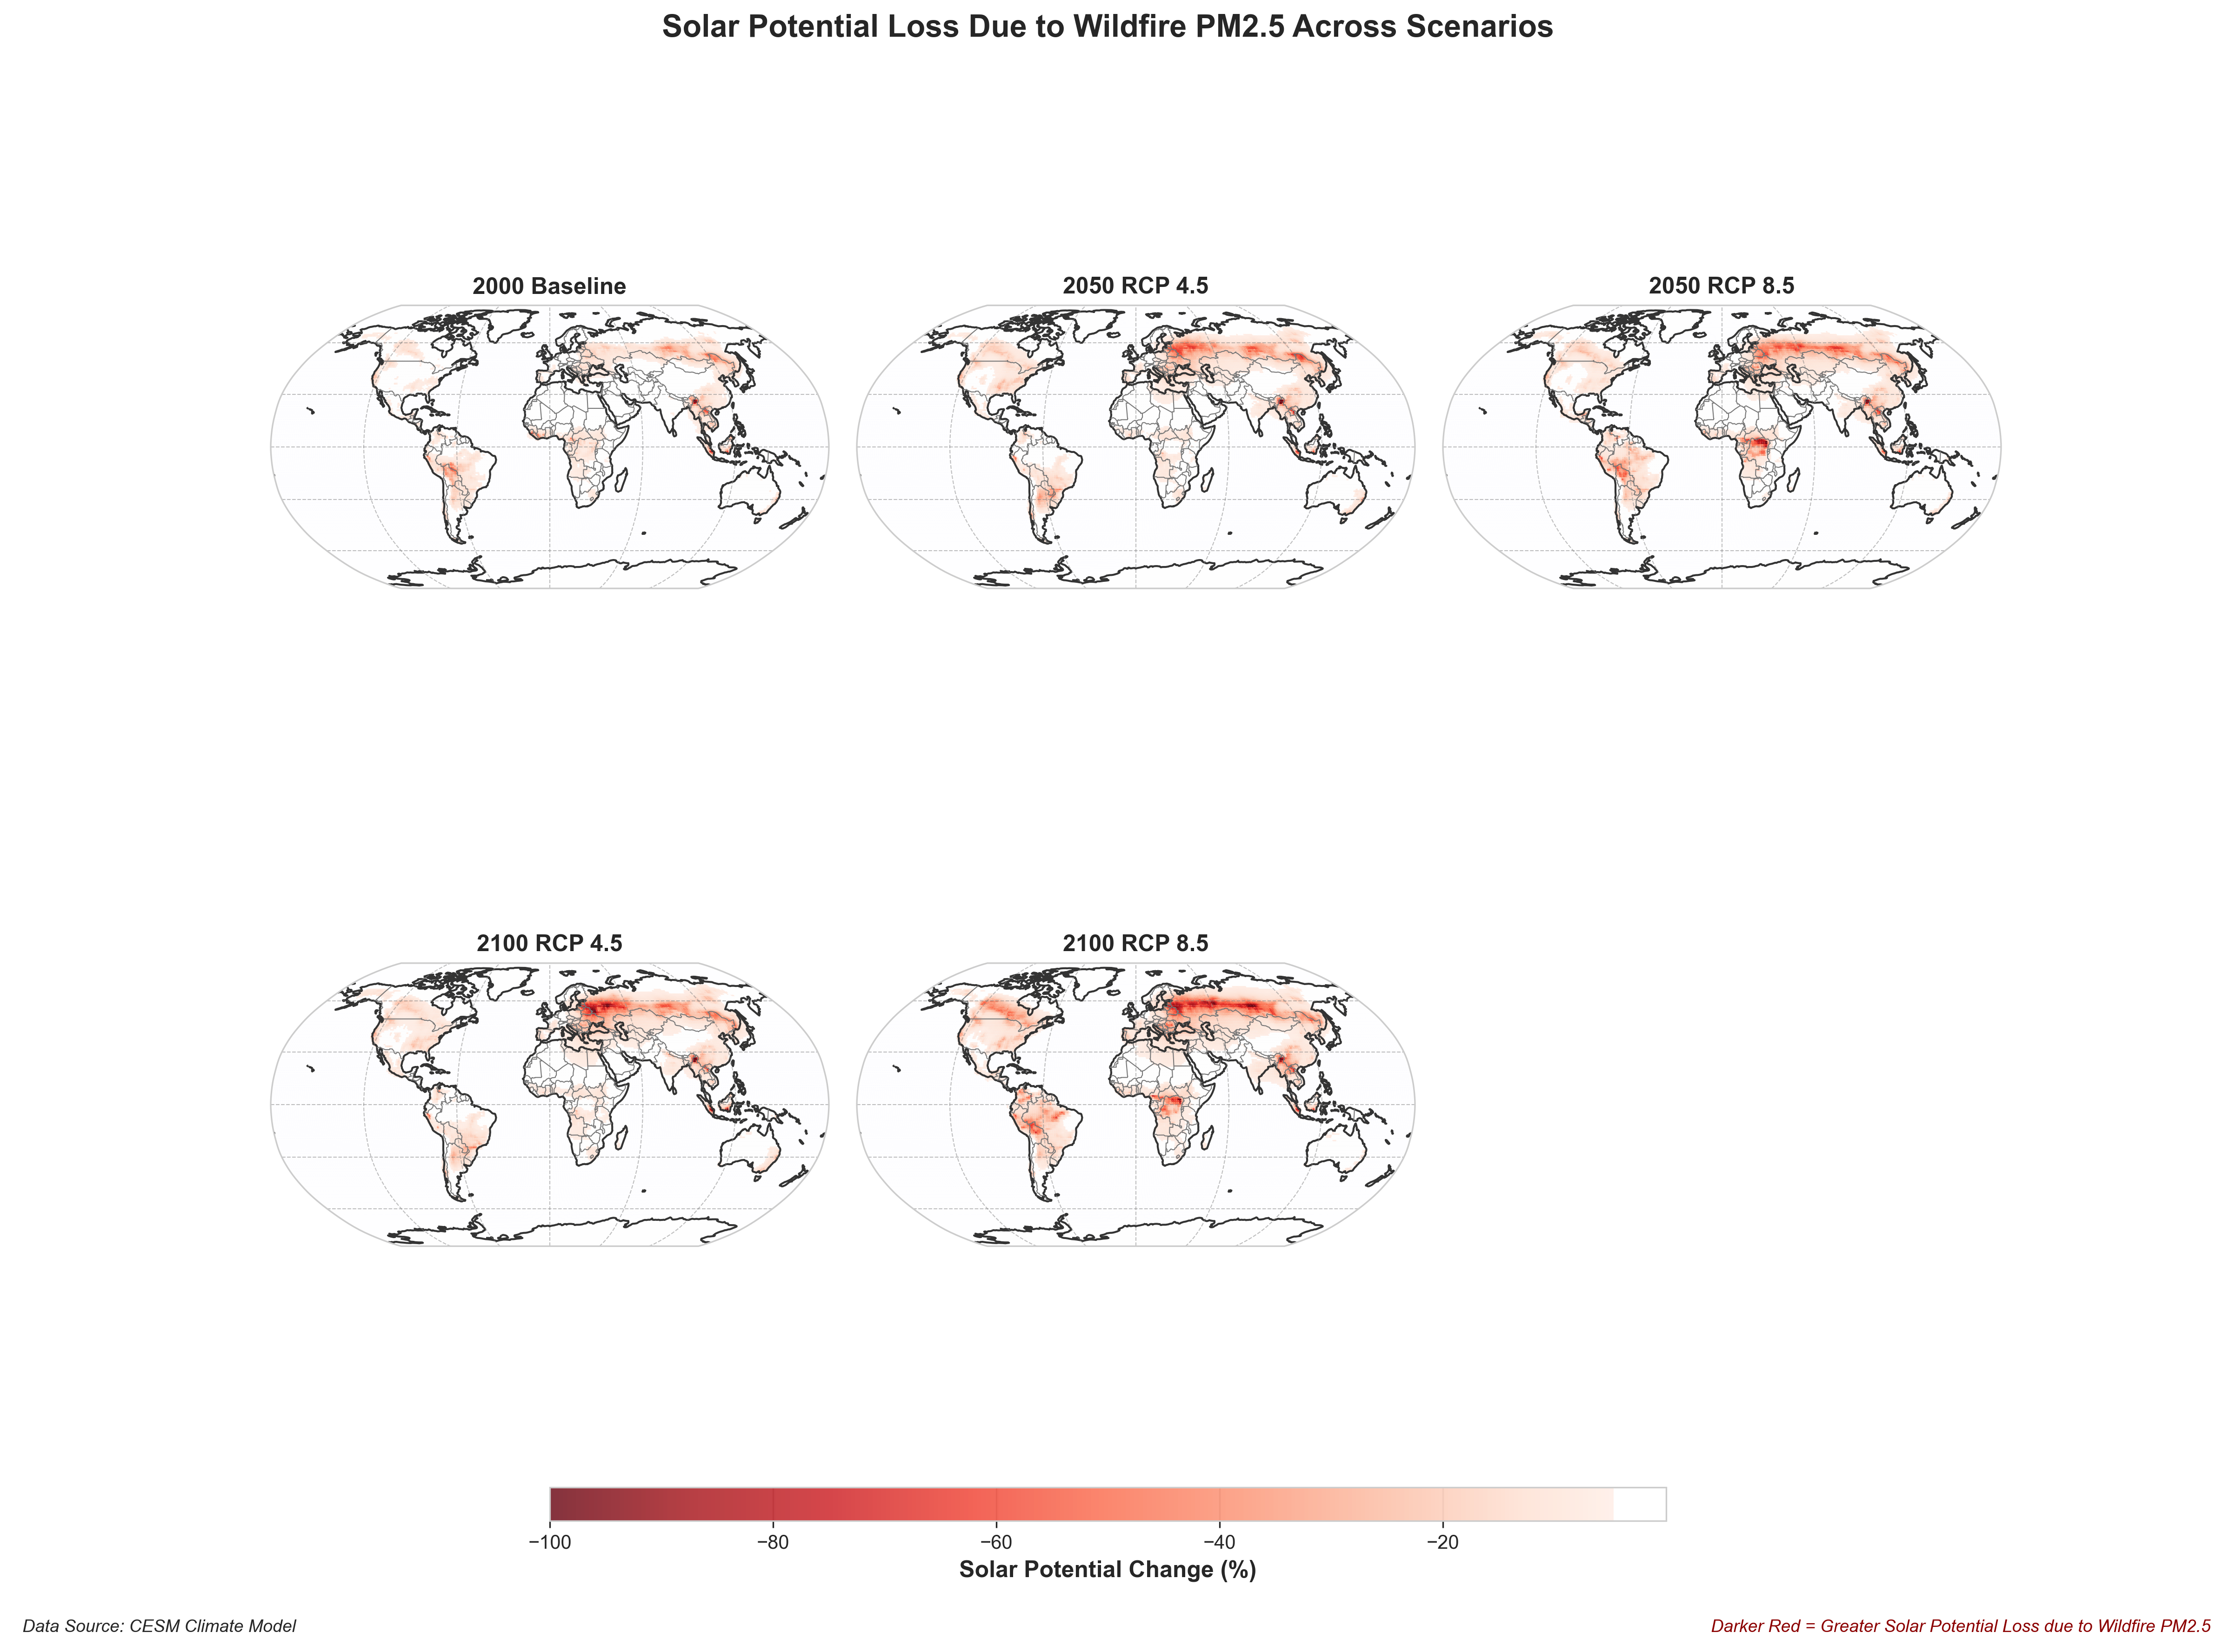 Solar Potential Loss Due to Wildfire PM2.5 Across Scenarios
2000 Baseline
2050 RCP 4.5
2050 RCP 8.5
2100 RCP 4.5
2100 RCP 8.5
−100 −80 −60 −40 −20
Solar Potential Change (%)
Data Source: CESM Climate Model
Darker Red = Greater Solar Potential Loss due to Wildfire PM2.5